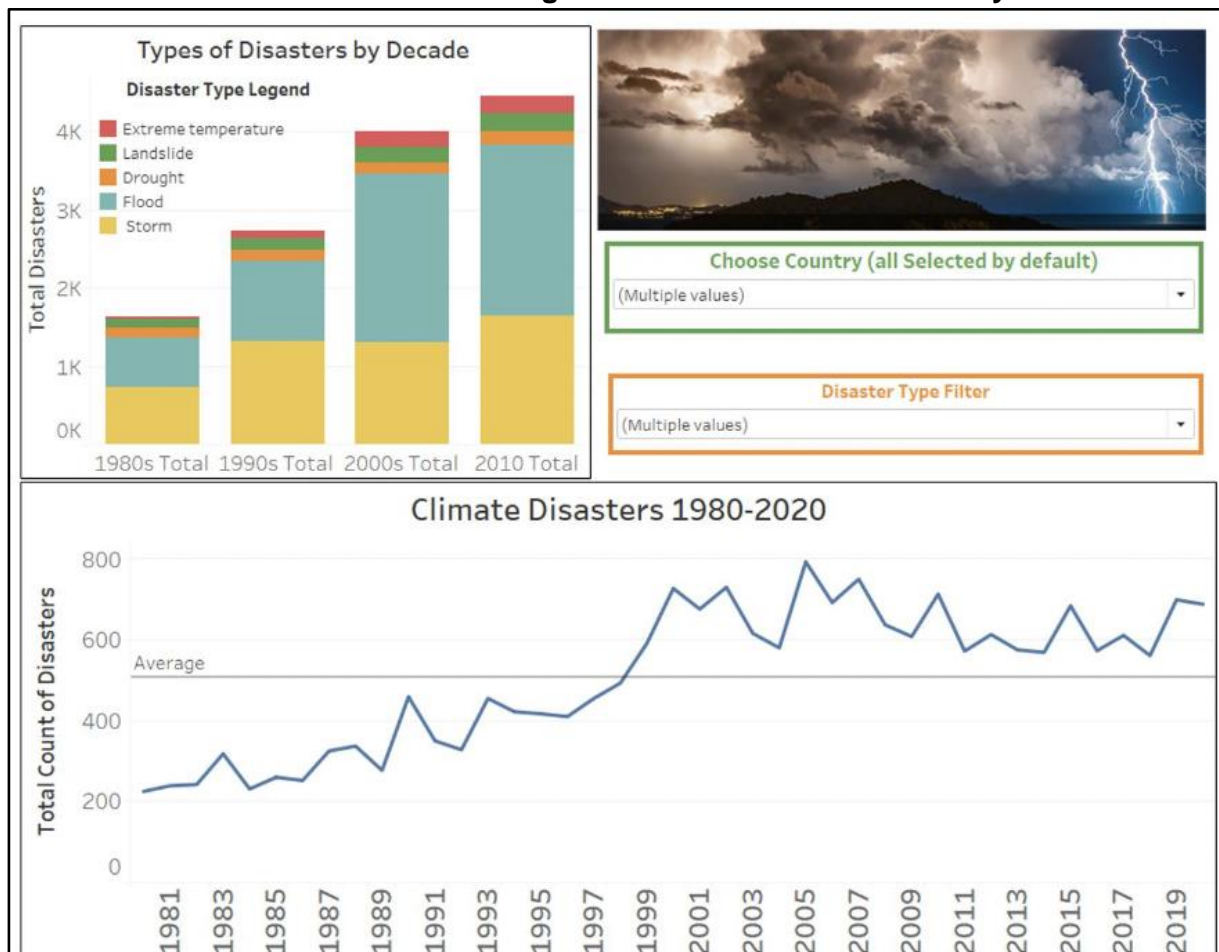 Types of Disasters by Decade
Disaster Type Legend
Extreme temperature
Landslide
Drought
Flood
Storm
Total Disasters
4K
3K
2K
1K
0K
1980s Total 1990s Total 2000s Total 2010 Total
Choose Country (all Selected by default)
(Multiple values)
Disaster Type Filter
(Multiple values)
Climate Disasters 1980-2020
Total Count of Disasters
800
600
Average
400
200
0
1981 1983 1985 1987 1989 1991 1993 1995 1997 1999 2001 2003 2005 2007 2009 2011 2013 2015 2017 2019